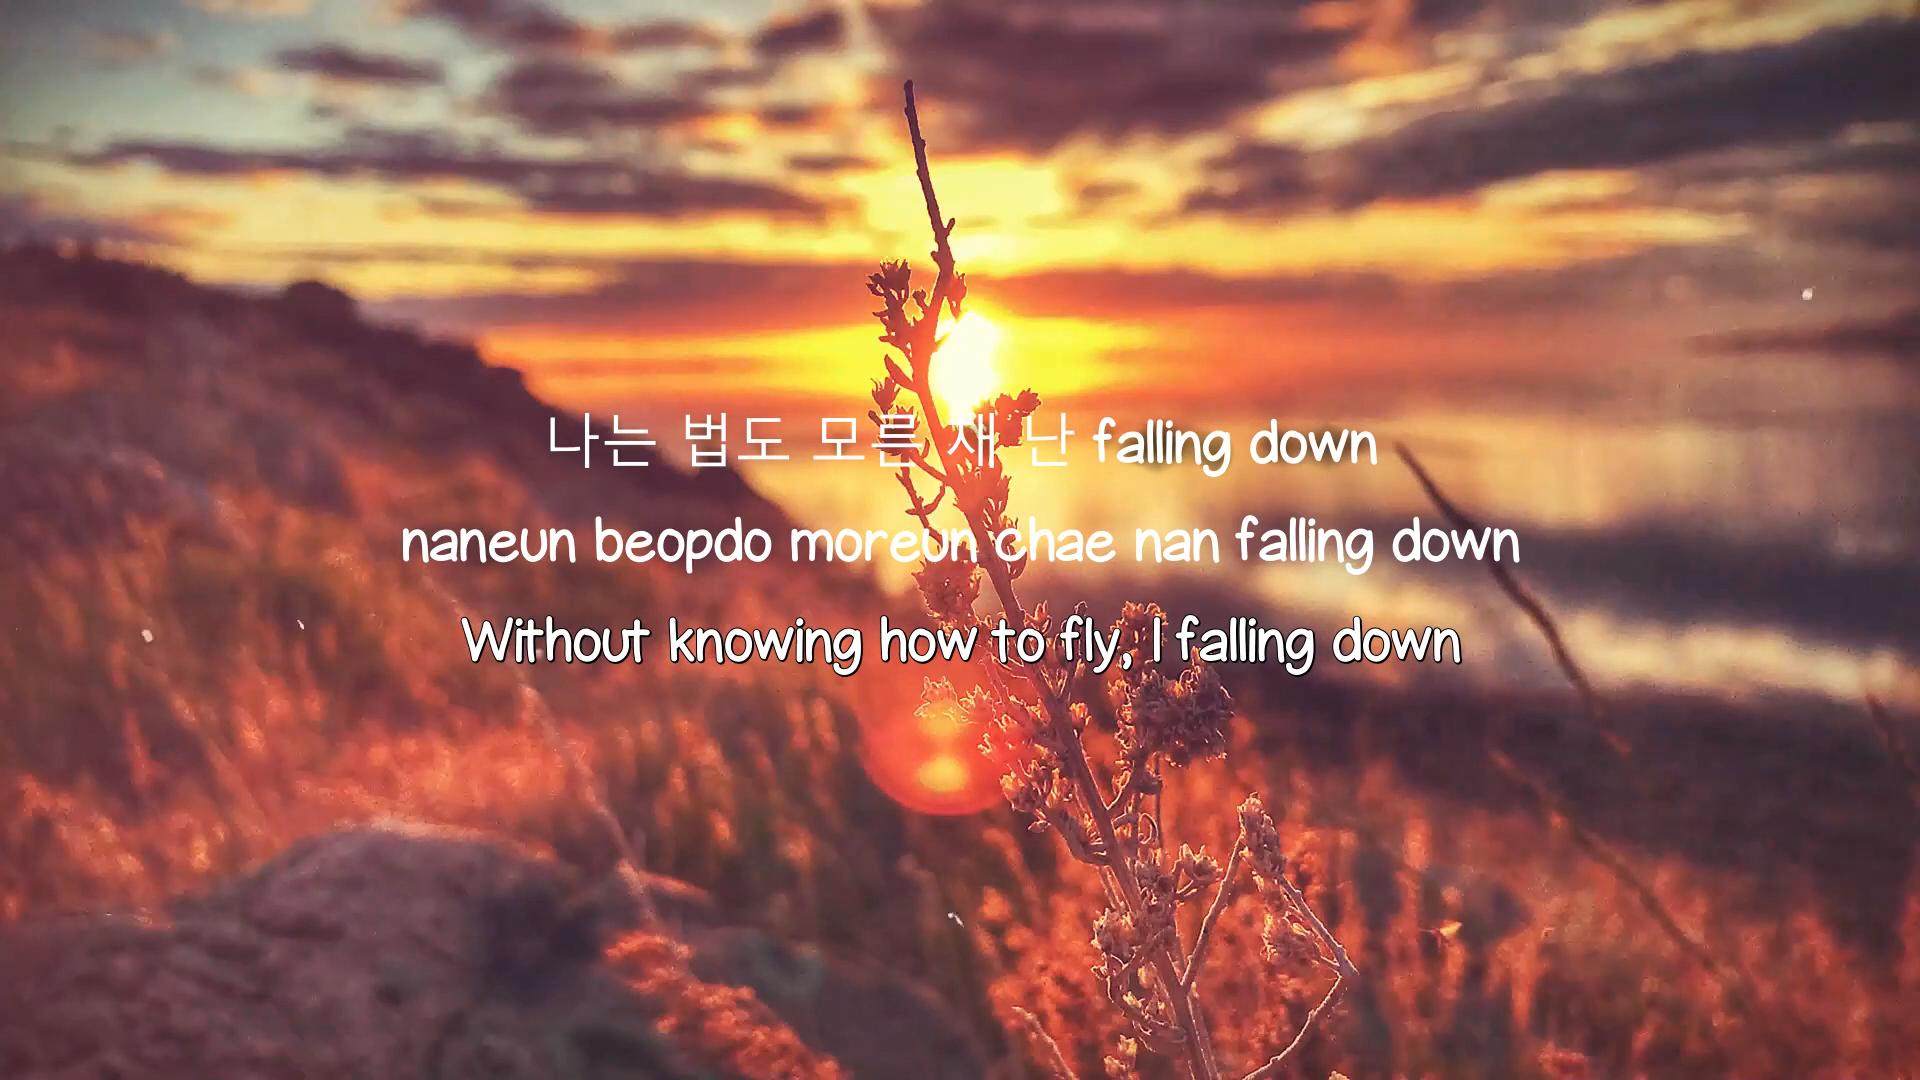 나는 법도 모른 채 난 falling down
naneun beopdo moreun chae nan falling down
Without knowing how to fly, I falling down